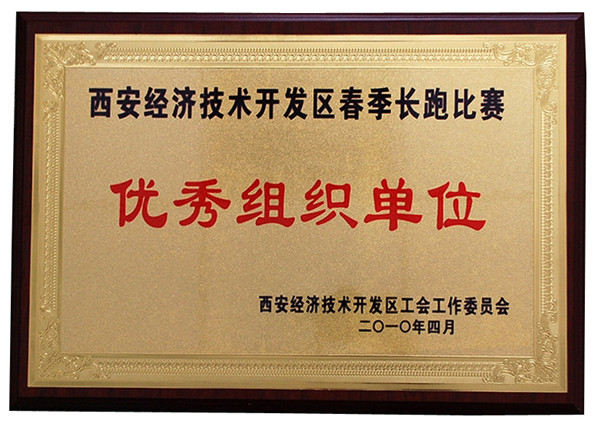 西安经济技术开发区春季长跑比赛
优秀组织单位
西安经济技术开发区工会工作委员会
二〇一〇年四月